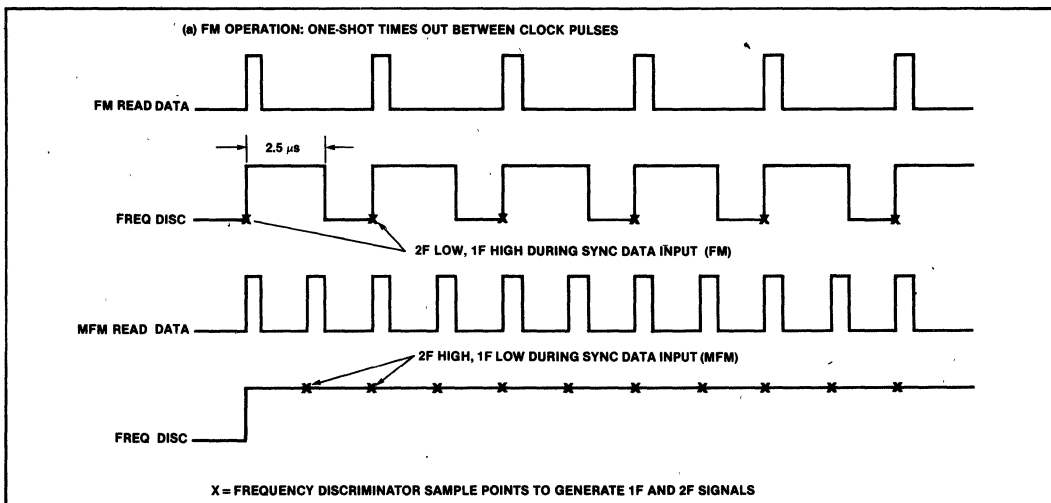 (a) FM OPERATION: ONE-SHOT TIMES OUT BETWEEN CLOCK PULSES
FM READ DATA
2.5 μs
FREQ DISC
2F LOW, 1F HIGH DURING SYNC DATA INPUT (FM)
MFM READ DATA
2F HIGH, 1F LOW DURING SYNC DATA INPUT (MFM)
FREQ DISC
X = FREQUENCY DISCRIMINATOR SAMPLE POINTS TO GENERATE 1F AND 2F SIGNALS